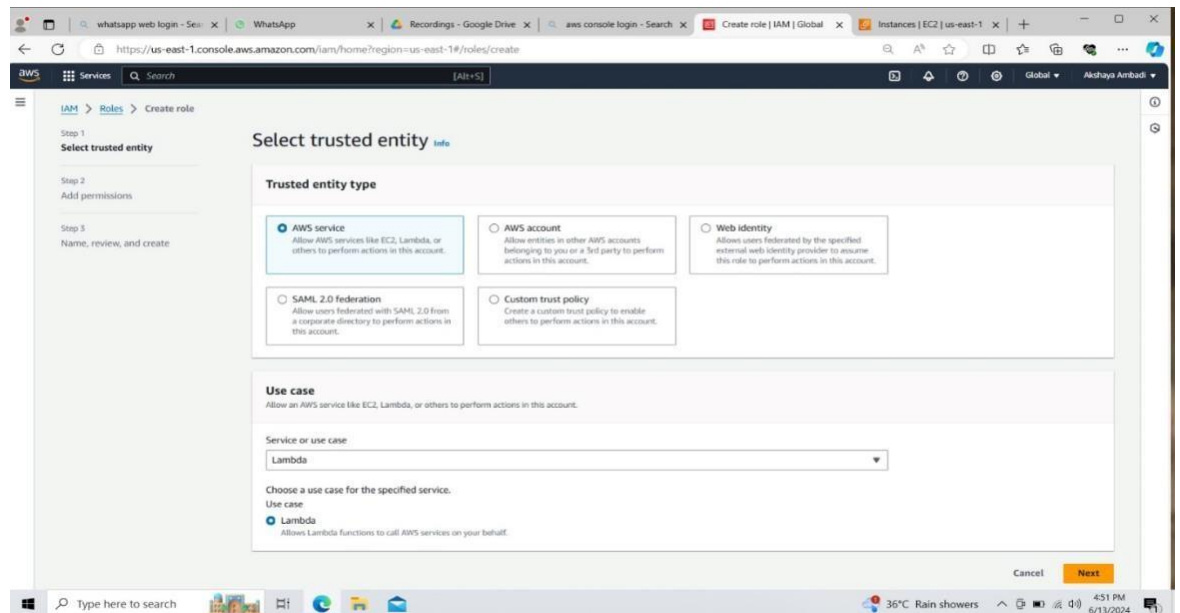 whatsapp web login - Sea
WhatsApp
Recordings - Google Drive
aws console login - Search
Create role | IAM | Global
Instances | EC2 | us-east-1
https://us-east-1.console.aws.amazon.com/iam/home?region=us-east-1#/roles/create
aws
Services
Search
[Alt+S]
Global
Akshaya Ambadi
IAM > Roles > Create role
Step 1
Select trusted entity
Step 2
Add permissions
Step 3
Name, review, and create
Select trusted entity Info
Trusted entity type
AWS service
Allow AWS services like EC2, Lambda, or
others to perform actions in this account.
AWS account
Allow entities in other AWS accounts
belonging to you or a 3rd party to perform
actions in this account.
Web identity
Allows users federated by the specified
external web identity provider to assume
this role to perform actions in this account.
SAML 2.0 federation
Allow users federated with SAML 2.0 from
a corporate directory to perform actions in
this account.
Custom trust policy
Create a custom trust policy to enable
others to perform actions in this account.
Use case
Allow an AWS service like EC2, Lambda, or others to perform actions in this account.
Service or use case
Lambda
Choose a use case for the specified service.
Use case
Lambda
Allows Lambda functions to call AWS services on your behalf.
Cancel
Next
Type here to search
36°C Rain showers
4:51 PM
6/13/2024